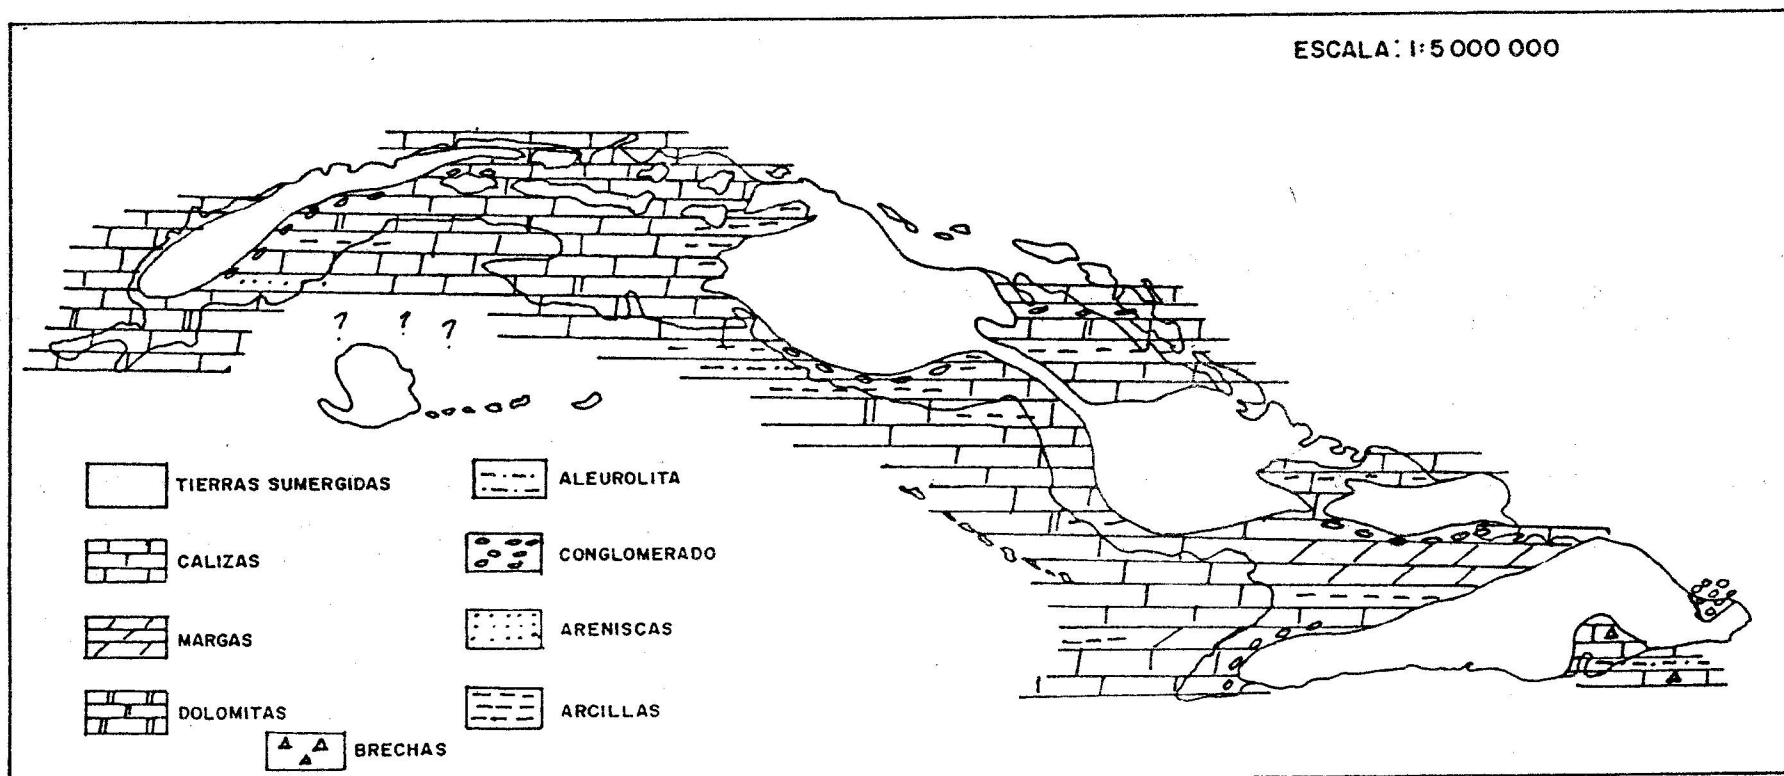 ESCALA: 1:5 000 000
? ? ?
TIERRAS SUMERGIDAS
ALEUROLITA
CALIZAS
CONGLOMERADO
MARGAS
ARENISCAS
DOLOMITAS
ARCILLAS
BRECHAS